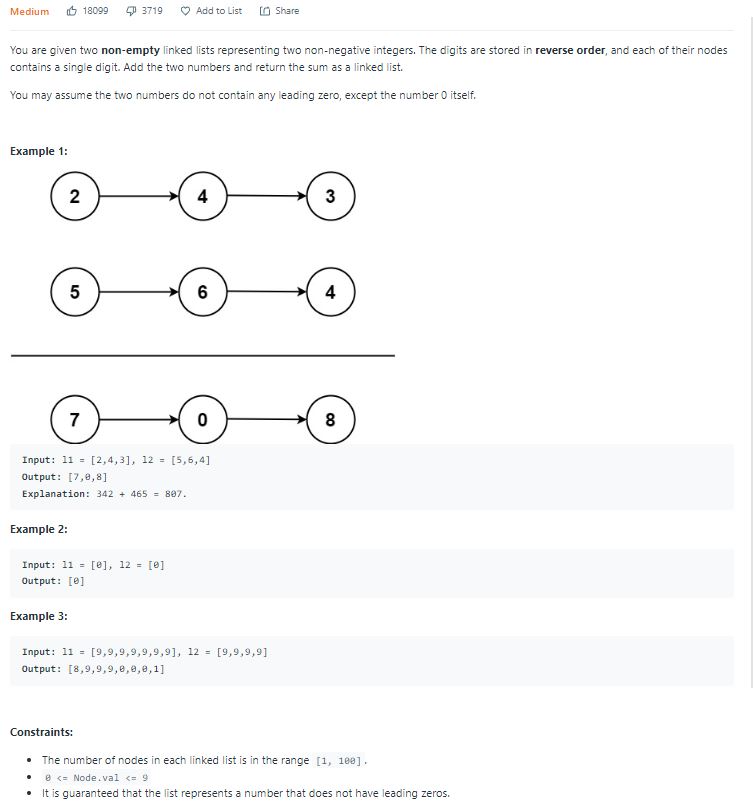 Medium 18099 3719 Add to List Share
You are given two non-empty linked lists representing two non-negative integers. The digits are stored in reverse order, and each of their nodes
contains a single digit. Add the two numbers and return the sum as a linked list.
You may assume the two numbers do not contain any leading zero, except the number 0 itself.
Example 1:
2 4 3
5 6 4
7 0 8
Input: l1 = [2,4,3], l2 = [5,6,4]
Output: [7,0,8]
Explanation: 342 + 465 = 807.
Example 2:
Input: l1 = [0], l2 = [0]
Output: [0]
Example 3:
Input: l1 = [9,9,9,9,9,9,9], l2 = [9,9,9,9]
Output: [8,9,9,9,0,0,0,1]
Constraints:
• The number of nodes in each linked list is in the range [1, 100].
• 0 <= Node.val <= 9
• It is guaranteed that the list represents a number that does not have leading zeros.